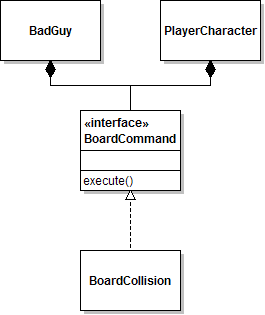 BadGuy
PlayerCharacter
«interface»
BoardCommand
execute()
BoardCollision